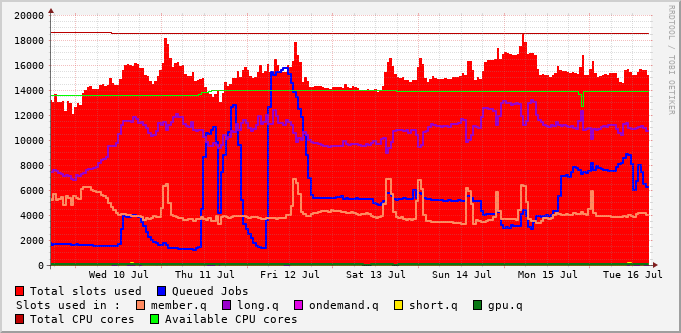 20000
18000
16000
14000
12000
10000
8000
6000
4000
2000
0
Wed 10 Jul Thu 11 Jul Fri 12 Jul Sat 13 Jul Sun 14 Jul Mon 15 Jul Tue 16 Jul
RRDTOOL / TOBI OETIKER
Total slots used Queued Jobs
Slots used in : member.q long.q ondemand.q short.q gpu.q
Total CPU cores Available CPU cores